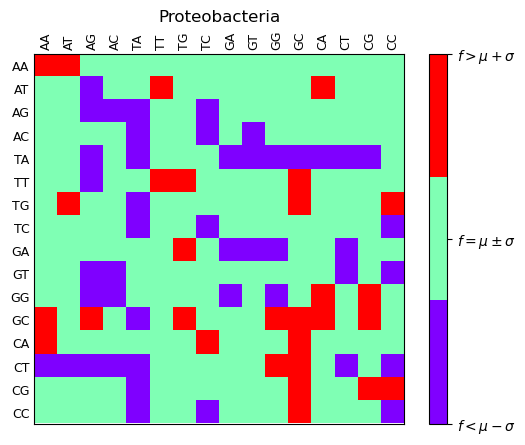 Proteobacteria
AA AT AG AC TA TT TG TC GA GT GG GC CA CT CG CC
AA
AT
AG
AC
TA
TT
TG
TC
GA
GT
GG
GC
CA
CT
CG
CC
f > μ + σ
f = μ ± σ
f < μ − σ